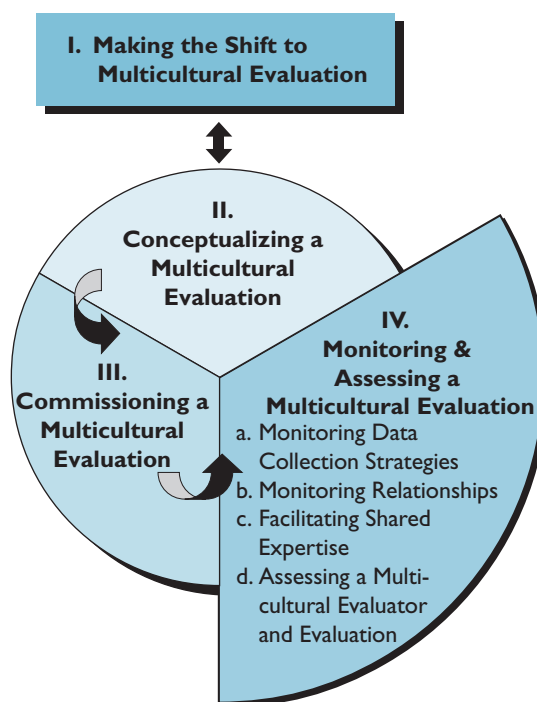 I. Making the Shift to
Multicultural Evaluation
II.
Conceptualizing a
Multicultural
Evaluation
III.
Commissioning a
Multicultural
Evaluation
IV.
Monitoring &
Assessing a
Multicultural Evaluation
a. Monitoring Data
Collection Strategies
b. Monitoring Relationships
c. Facilitating Shared
Expertise
d. Assessing a Multi-
cultural Evaluator
and Evaluation